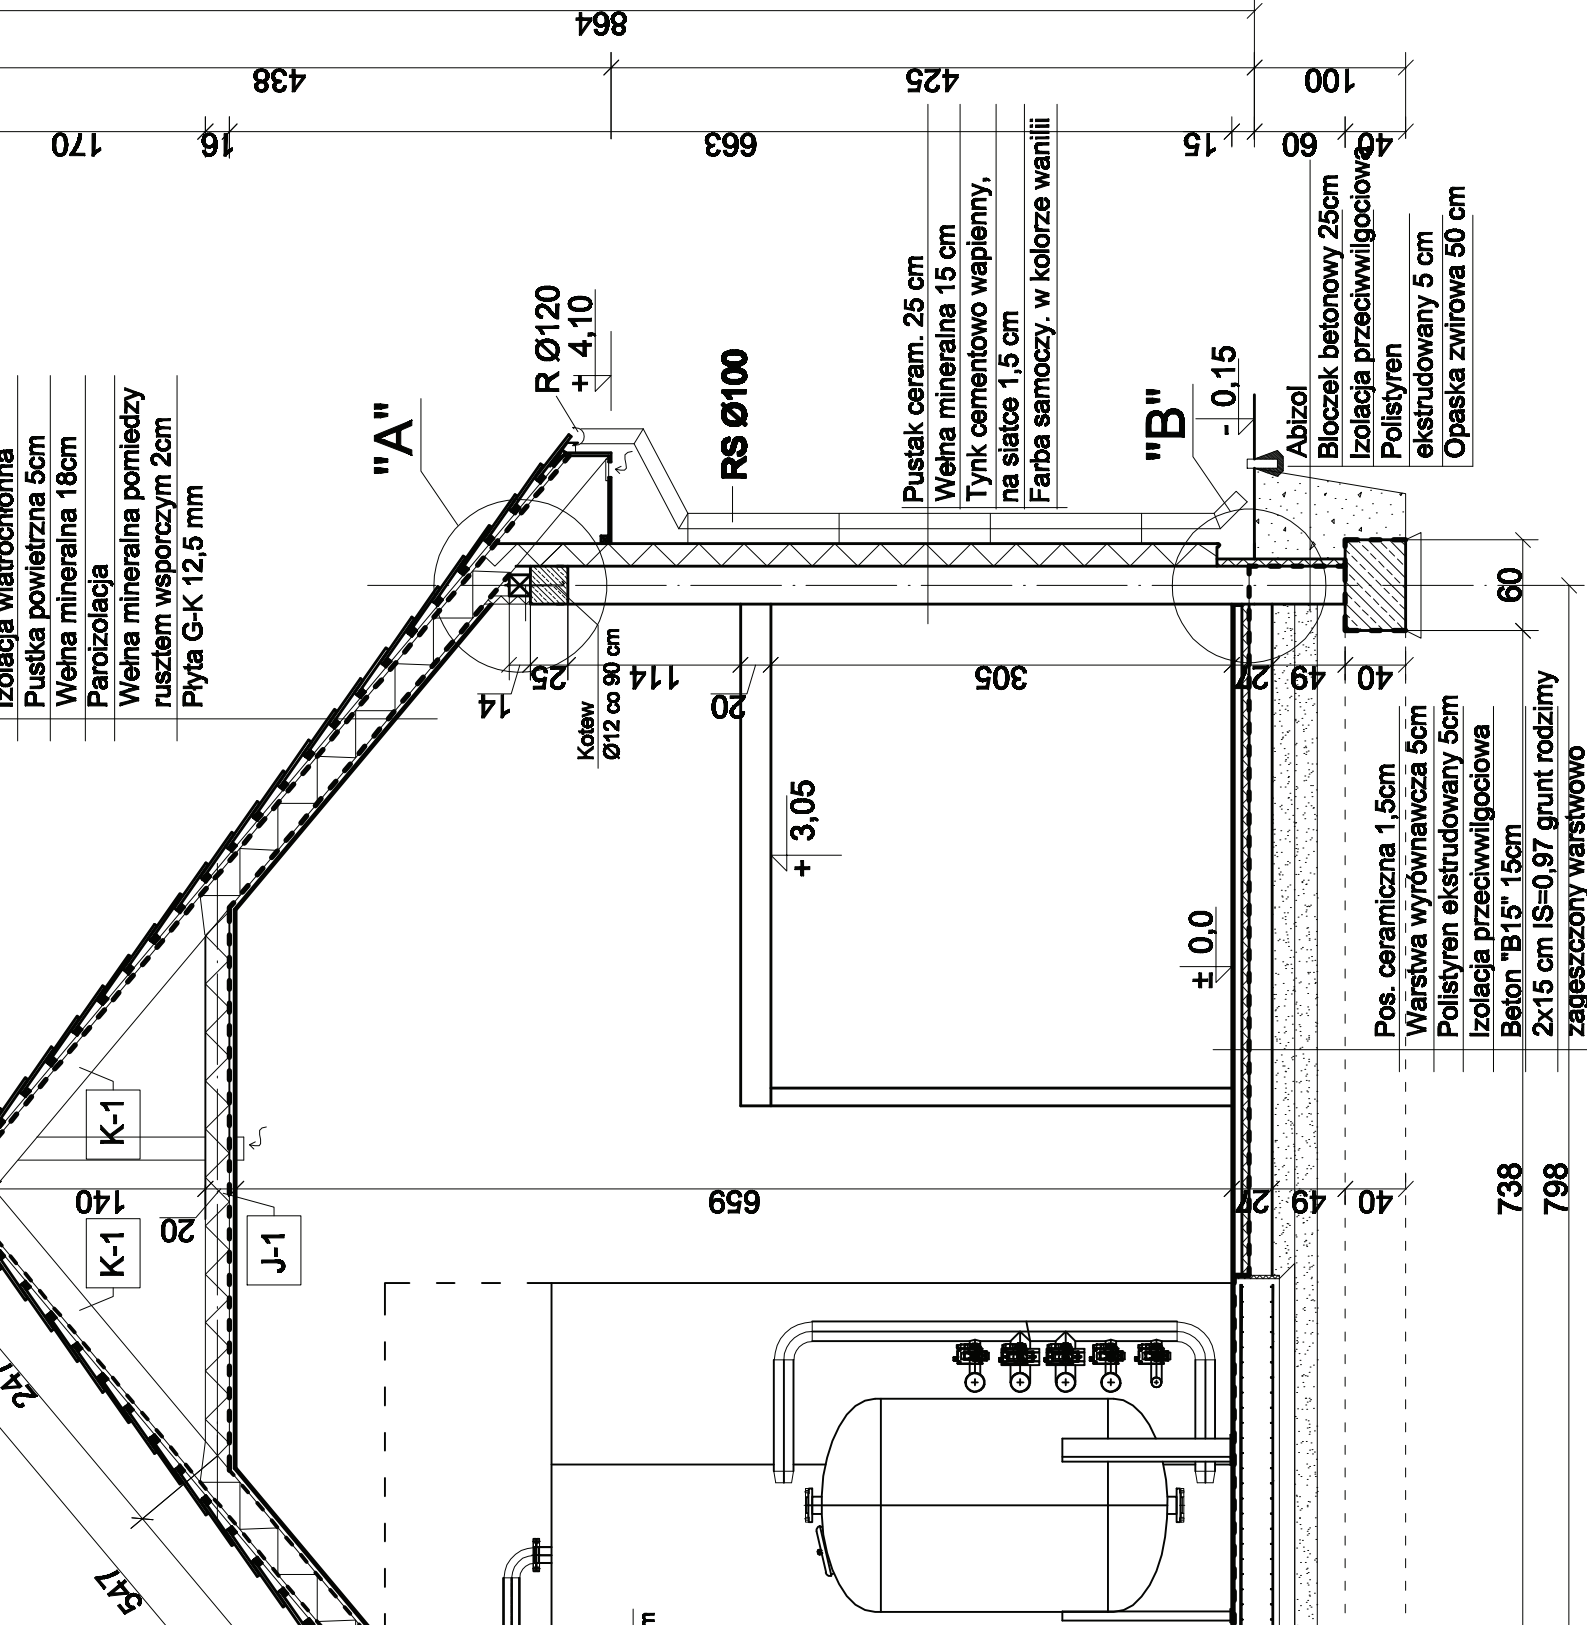 864
438
425
100
170
16
663
15
60
40
wiatrochłonna
Pustka powietrzna 5cm
Wełna mineralna 18cm
Paroizolacja
Wełna mineralna pomiedzy
rusztem wsporczym 2cm
Płyta G-K 12,5 mm
"A"
R Ø120
+ 4,10
RS Ø100
Pustak ceram. 25 cm
Wełna mineralna 15 cm
Tynk cementowo wapienny,
na siatce 1,5 cm
Farba samoczy. w kolorze wanilii
"B"
- 0,15
Abizol
Bloczek betonowy 25cm
Izolacja przeciwwilgociowa
Polistyren
ekstrudowany 5 cm
Opaska zwirowa 50 cm
14
25
114
20
305
27
49
40
60
Kotew
Ø12 co 90 cm
+ 3,05
± 0,0
Pos. ceramiczna 1,5cm
Warstwa wyrównawcza 5cm
Polistyren ekstrudowany 5cm
Izolacja przeciwwilgociowa
Beton "B15" 15cm
2x15 cm IS=0,97 grunt rodzimy
zageszczony warstwowo
K-1
140
20
659
27
49
40
738
798
K-1
J-1
547